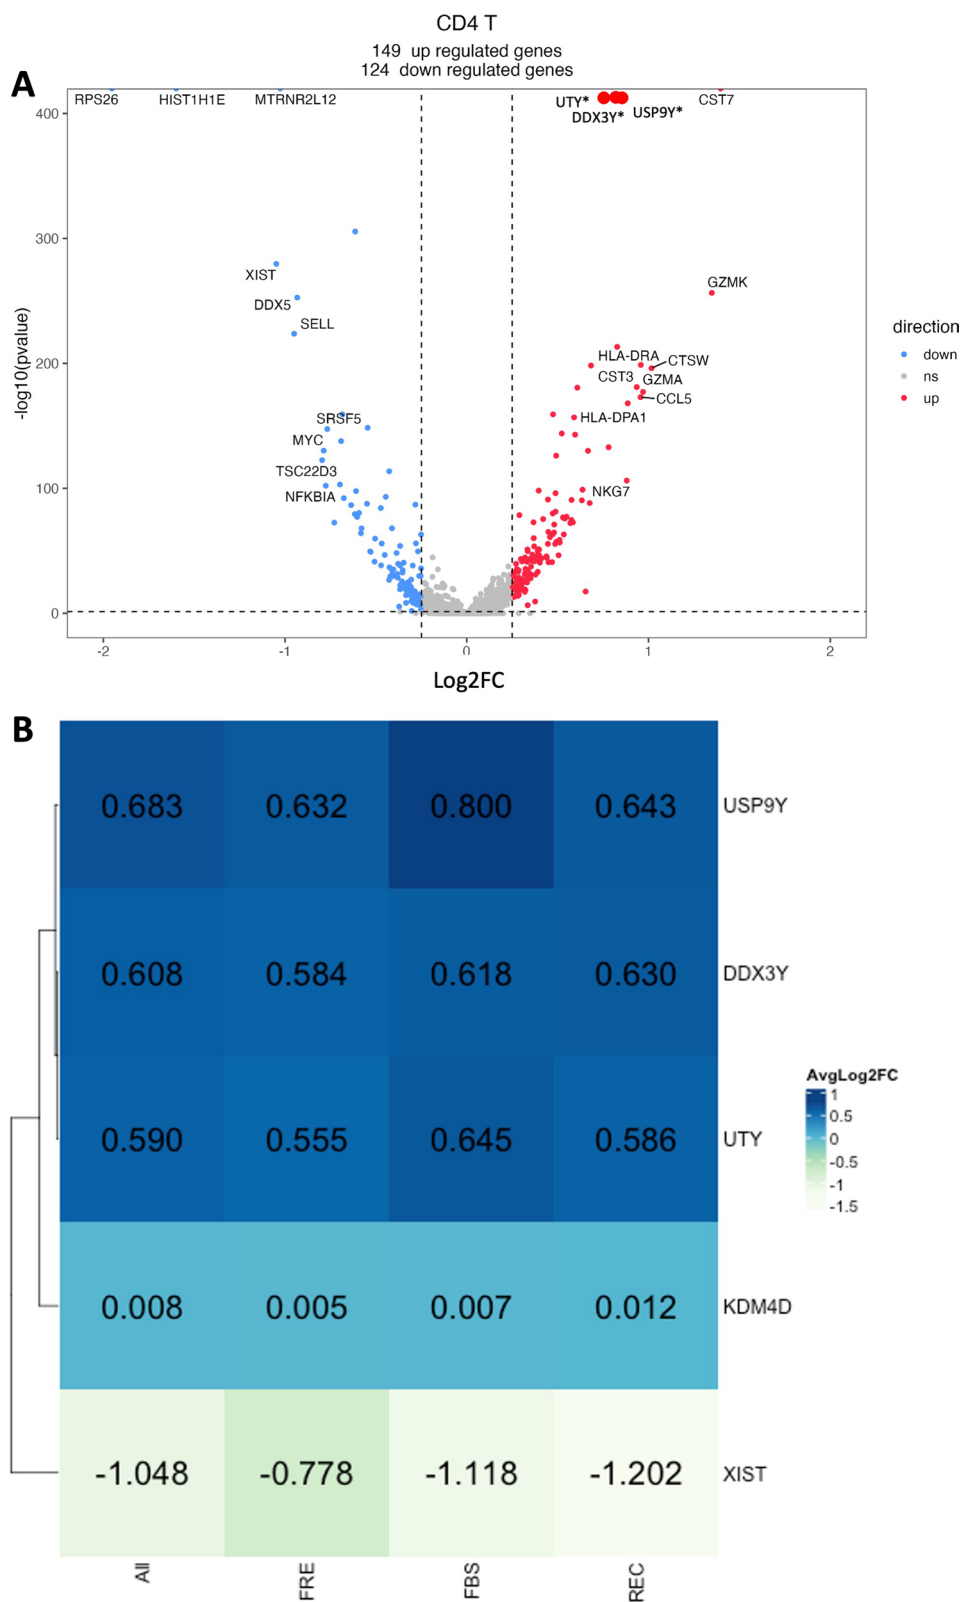 CD4 T
149 up regulated genes
124 down regulated genes
A
RPS26 HIST1H1E MTRNR2L12 UTY* DDX3Y* USP9Y* CST7
400
300
XIST
DDX5
SELL
GZMK
direction
down
ns
up
-log10(pvalue)
200
HLA-DRA CTSW
CST3 GZMA
CCL5
HLA-DPA1
SRSF5
MYC
TSC22D3
NFKBIA
NKG7
100
0
-2 -1 0 1 2
Log2FC
B
0.683 0.632 0.800 0.643 USP9Y
0.608 0.584 0.618 0.630 DDX3Y
0.590 0.555 0.645 0.586 UTY
0.008 0.005 0.007 0.012 KDM4D
-1.048 -0.778 -1.118 -1.202 XIST
All FRE FBS REC
AvgLog2FC
1
0.5
0
-0.5
-1
-1.5